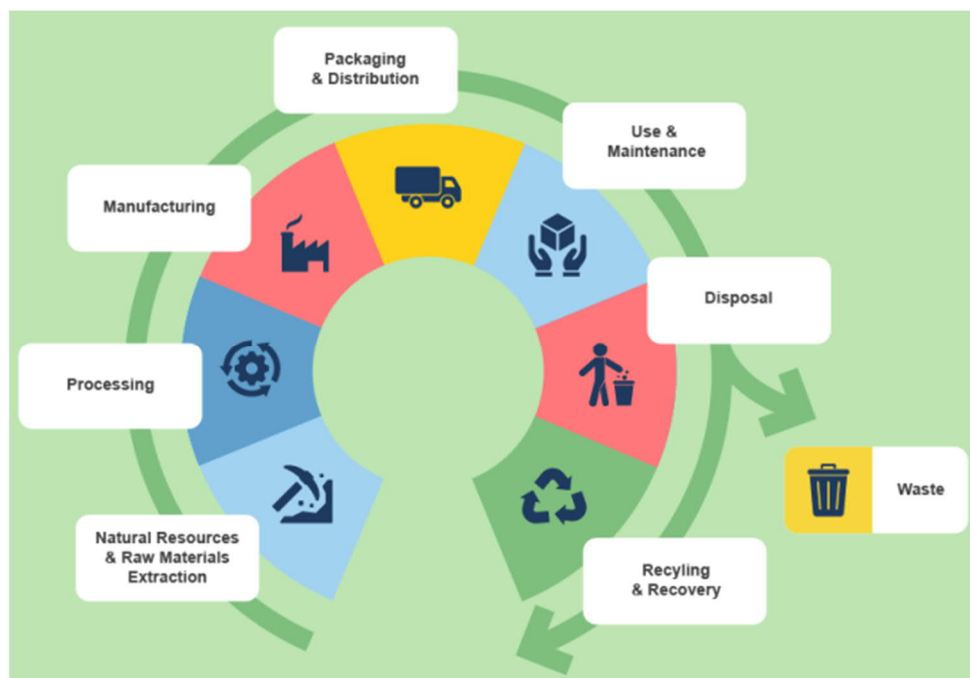 Packaging
& Distribution
Use &
Maintenance
Manufacturing
Disposal
Processing
Waste
Natural Resources
& Raw Materials
Extraction
Recyling
& Recovery